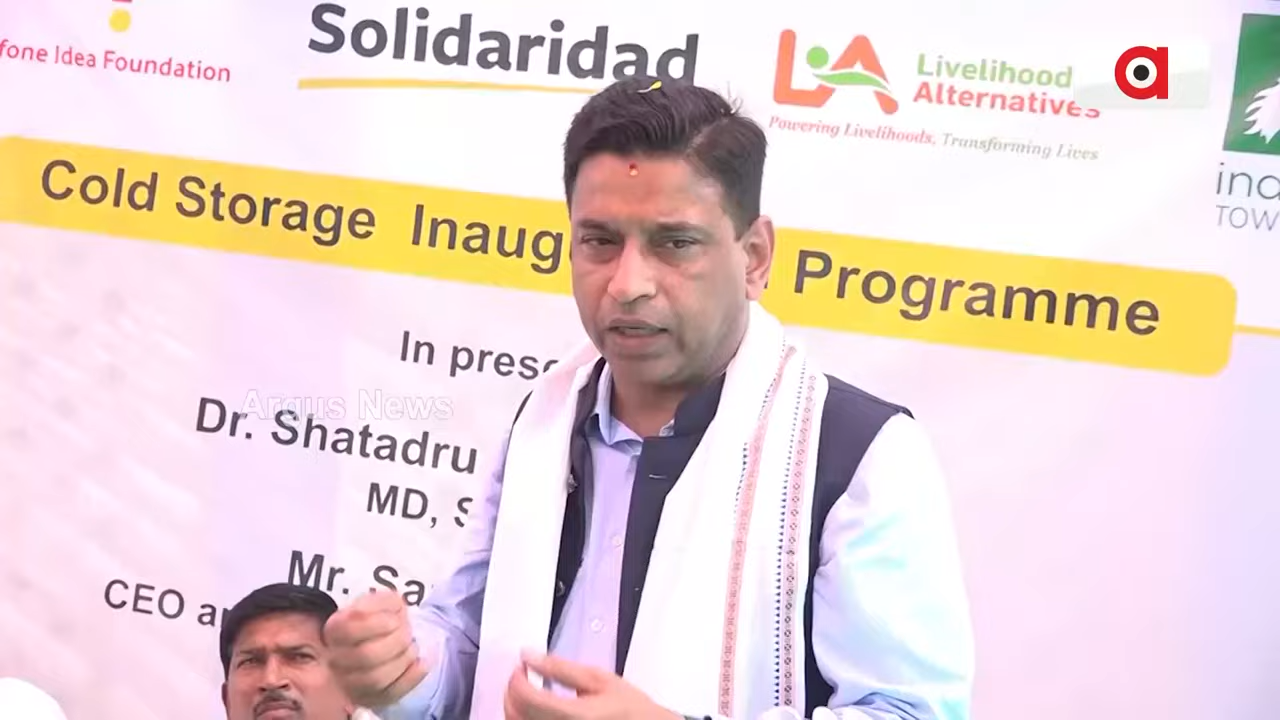 fone Idea Foundation
Solidaridad
LA
Livelihood
Alternatives
Powering Livelihoods, Transforming Lives
a
Cold Storage Inaug Programme
In prese
Argus News
Dr. Shatadru
MD, S
Mr. Sa
CEO a
ind
TOW